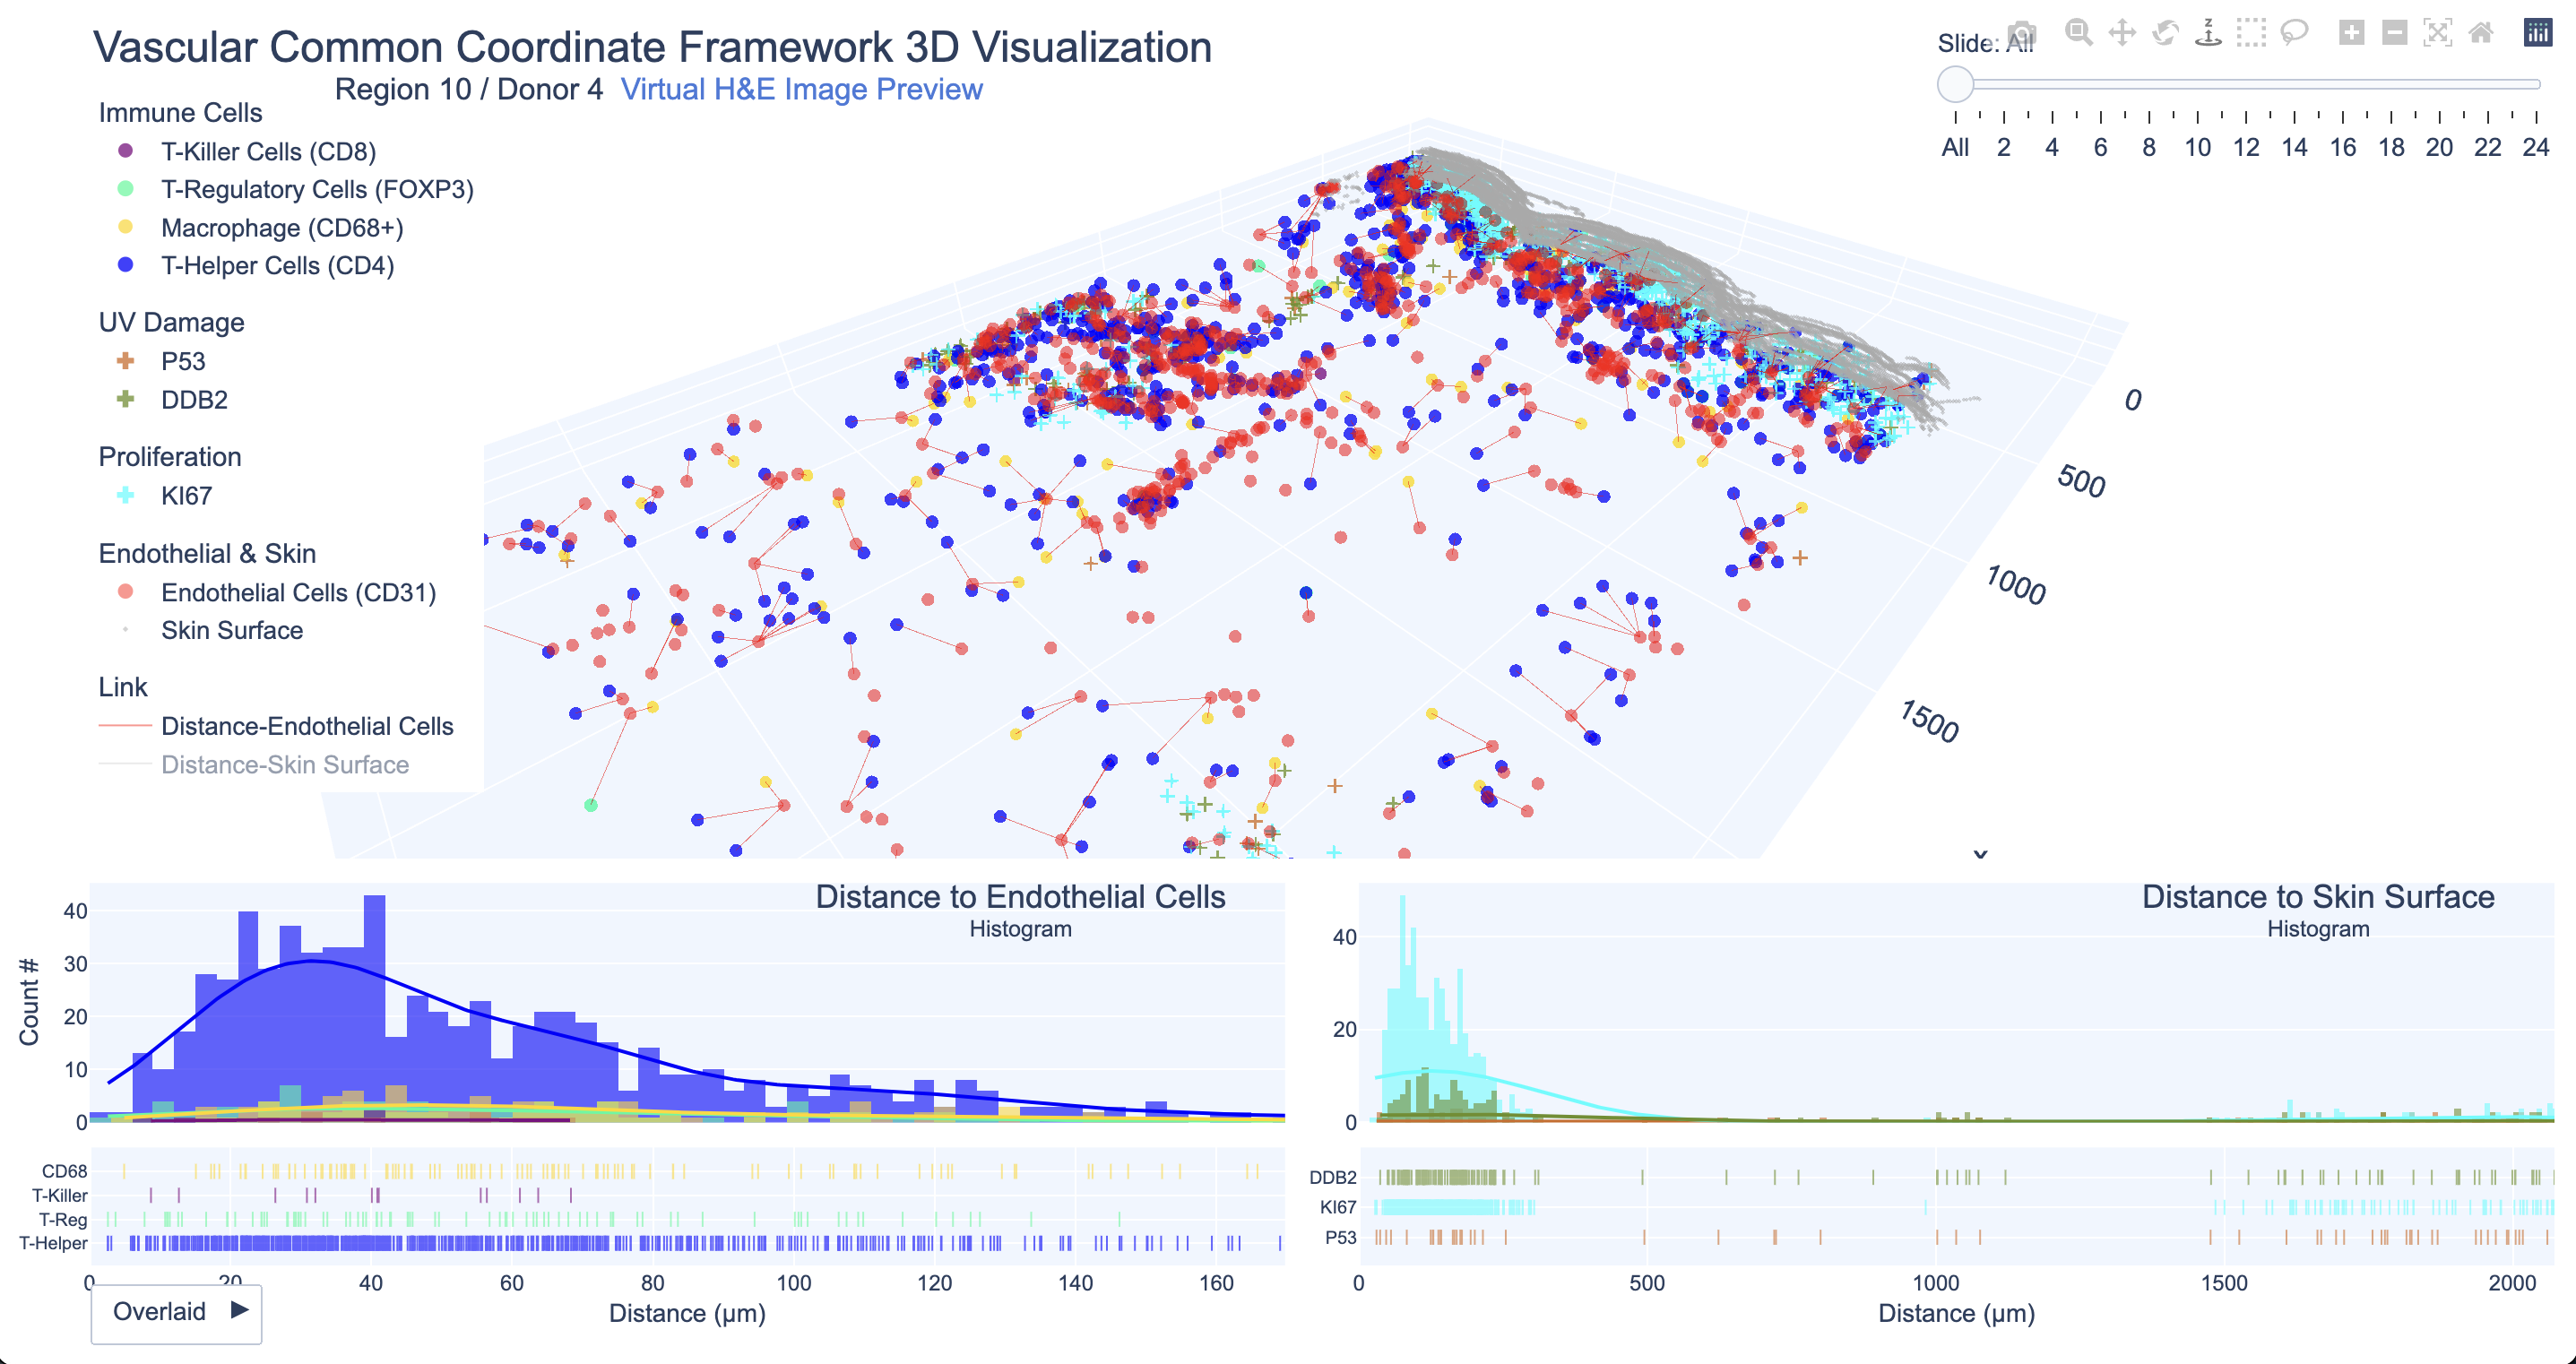 Vascular Common Coordinate Framework 3D Visualization
Region 10 / Donor 4 Virtual H&E Image Preview
Slide: All
All 2 4 6 8 10 12 14 16 18 20 22 24
Immune Cells
T-Killer Cells (CD8)
T-Regulatory Cells (FOXP3)
Macrophage (CD68+)
T-Helper Cells (CD4)
UV Damage
P53
DDB2
Proliferation
KI67
Endothelial & Skin
Endothelial Cells (CD31)
Skin Surface
Link
Distance-Endothelial Cells
Distance-Skin Surface
z
0
500
1000
1500
Distance to Endothelial Cells
Histogram
Count #
40
30
20
10
0
CD68
T-Killer
T-Reg
T-Helper
0 20 40 60 80 100 120 140 160
Distance (μm)
Overlaid ▶
Distance to Skin Surface
Histogram
40
20
0
DDB2
KI67
P53
0 500 1000 1500 2000
Distance (μm)